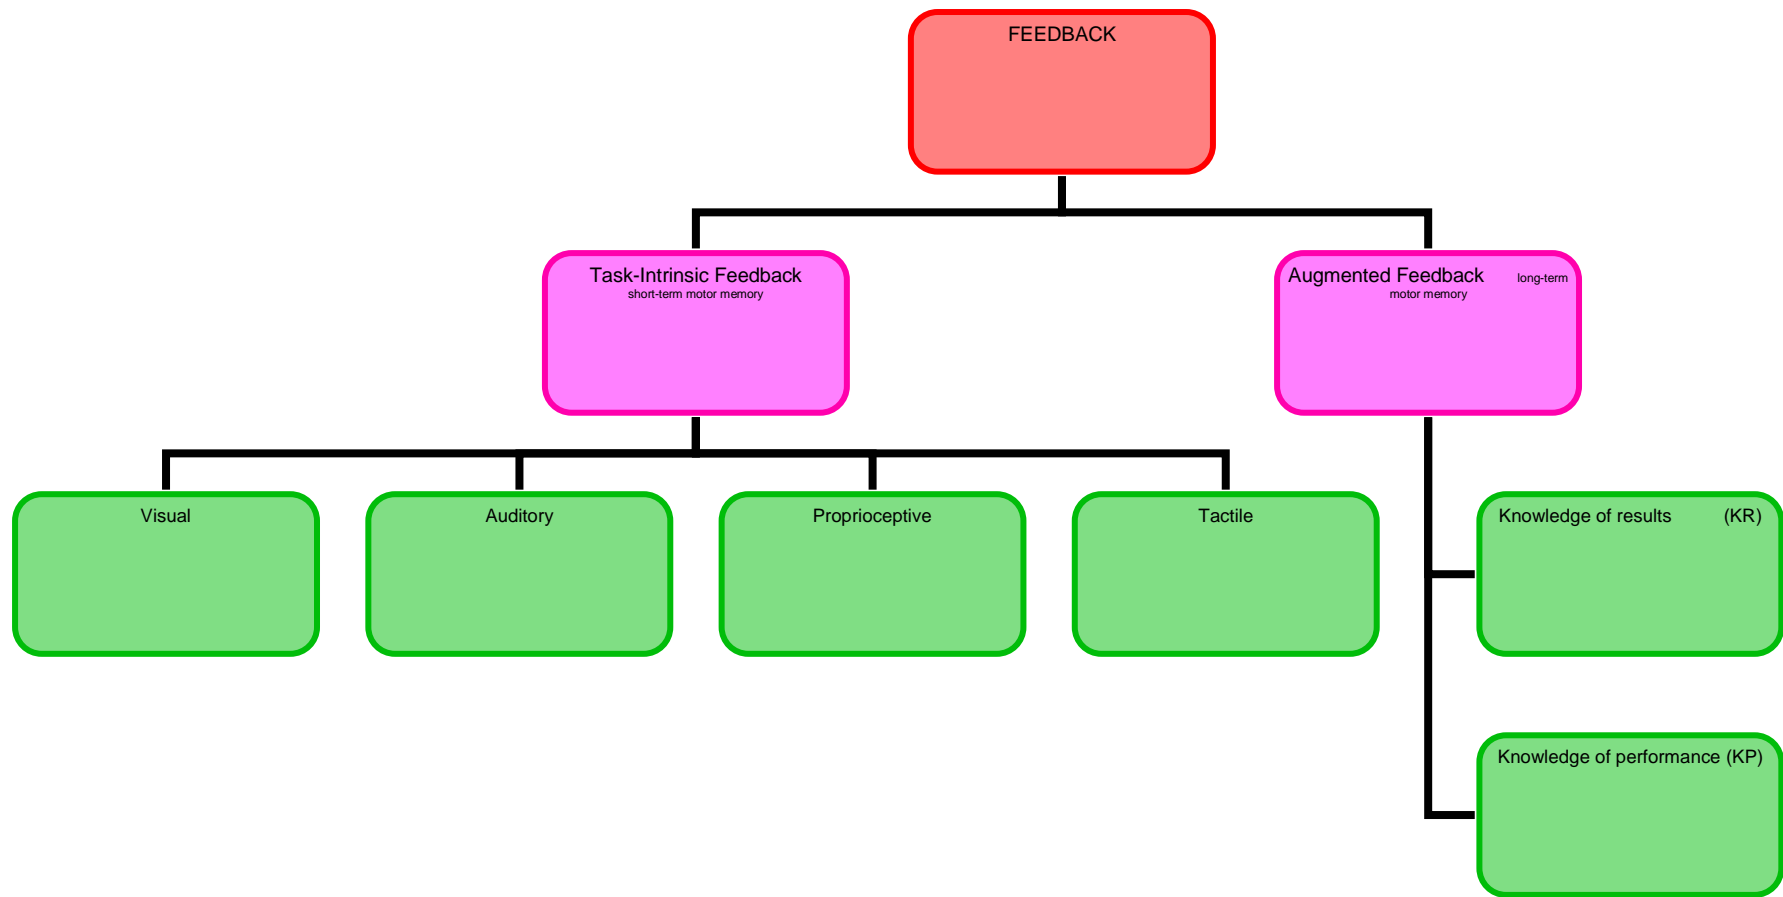 FEEDBACK
Task-Intrinsic Feedback
short-term motor memory
Augmented Feedback long-term
motor memory
Visual
Auditory
Proprioceptive
Tactile
Knowledge of results (KR)
Knowledge of performance (KP)